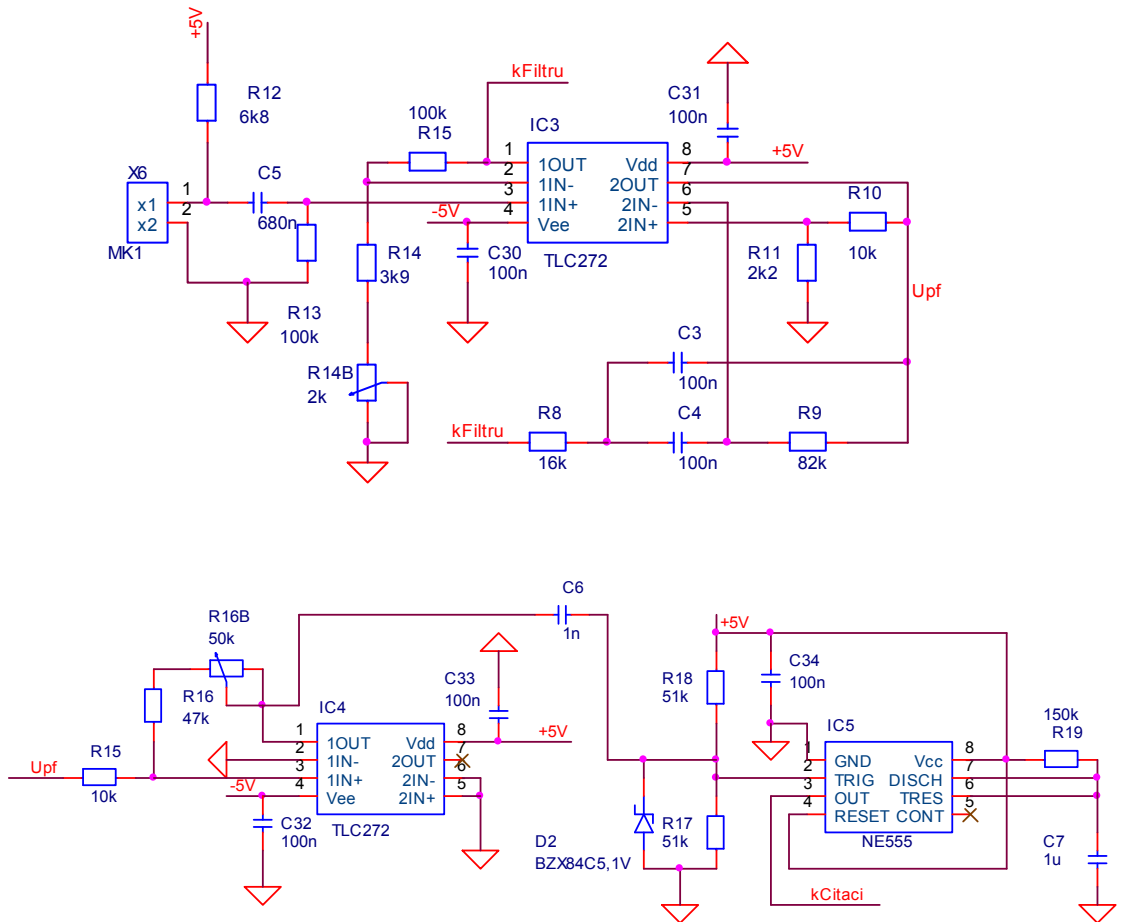 +5V
R12
6k8
X6
x1
x2
1
2
MK1
C5
680n
R13
100k
100k
R15
kFiltru
R14
3k9
R14B
2k
-5V
C30
100n
IC3
1
2
3
4
1OUT
1IN-
1IN+
Vee
Vdd
2OUT
2IN-
2IN+
8
7
6
5
TLC272
C31
100n
+5V
R10
10k
R11
2k2
Upf
C3
100n
kFiltru
R8
16k
C4
100n
R9
82k
Upf
R15
10k
R16B
50k
R16
47k
-5V
C32
100n
IC4
1
2
3
4
1OUT
1IN-
1IN+
Vee
Vdd
2OUT
2IN-
2IN+
8
7
6
5
TLC272
C33
100n
+5V
C6
1n
D2
BZX84C5,1V
+5V
R18
51k
R17
51k
C34
100n
IC5
1
2
3
4
GND
TRIG
OUT
RESET
Vcc
DISCH
TRES
CONT
8
7
6
5
NE555
150k
R19
C7
1u
kCitaci